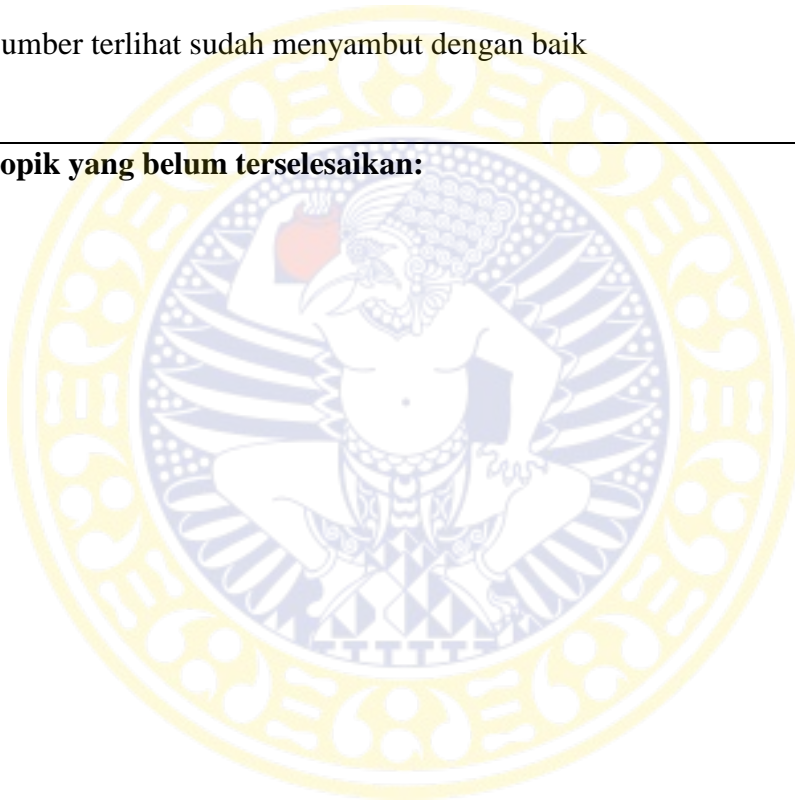 umber terlihat sudah menyambut dengan baik
opik yang belum terselesaikan: